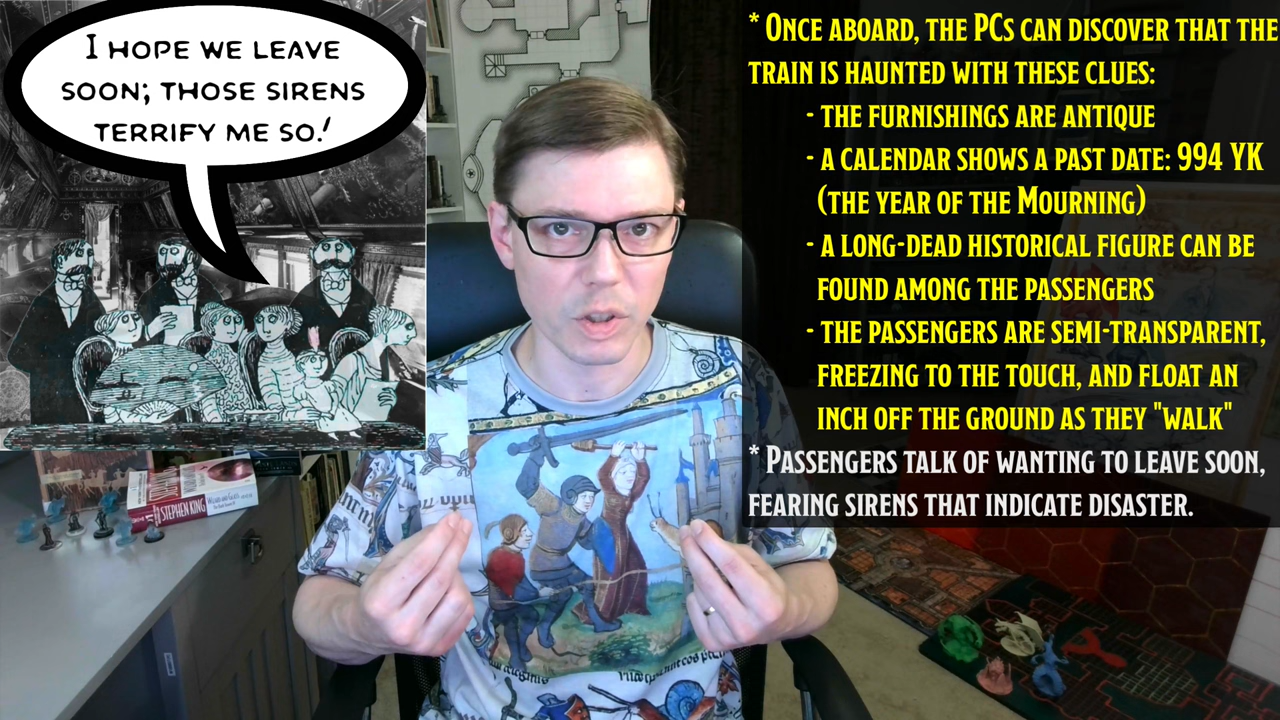 I HOPE WE LEAVE
SOON; THOSE SIRENS
TERRIFY ME SO!
* ONCE ABOARD, THE PCS CAN DISCOVER THAT THE
TRAIN IS HAUNTED WITH THESE CLUES:
- THE FURNISHINGS ARE ANTIQUE
- A CALENDAR SHOWS A PAST DATE: 994 YK
(THE YEAR OF THE MOURNING)
- A LONG-DEAD HISTORICAL FIGURE CAN BE
FOUND AMONG THE PASSENGERS
- THE PASSENGERS ARE SEMI-TRANSPARENT,
FREEZING TO THE TOUCH, AND FLOAT AN
INCH OFF THE GROUND AS THEY "WALK"
* PASSENGERS TALK OF WANTING TO LEAVE SOON,
FEARING SIRENS THAT INDICATE DISASTER.
STEPHEN KING